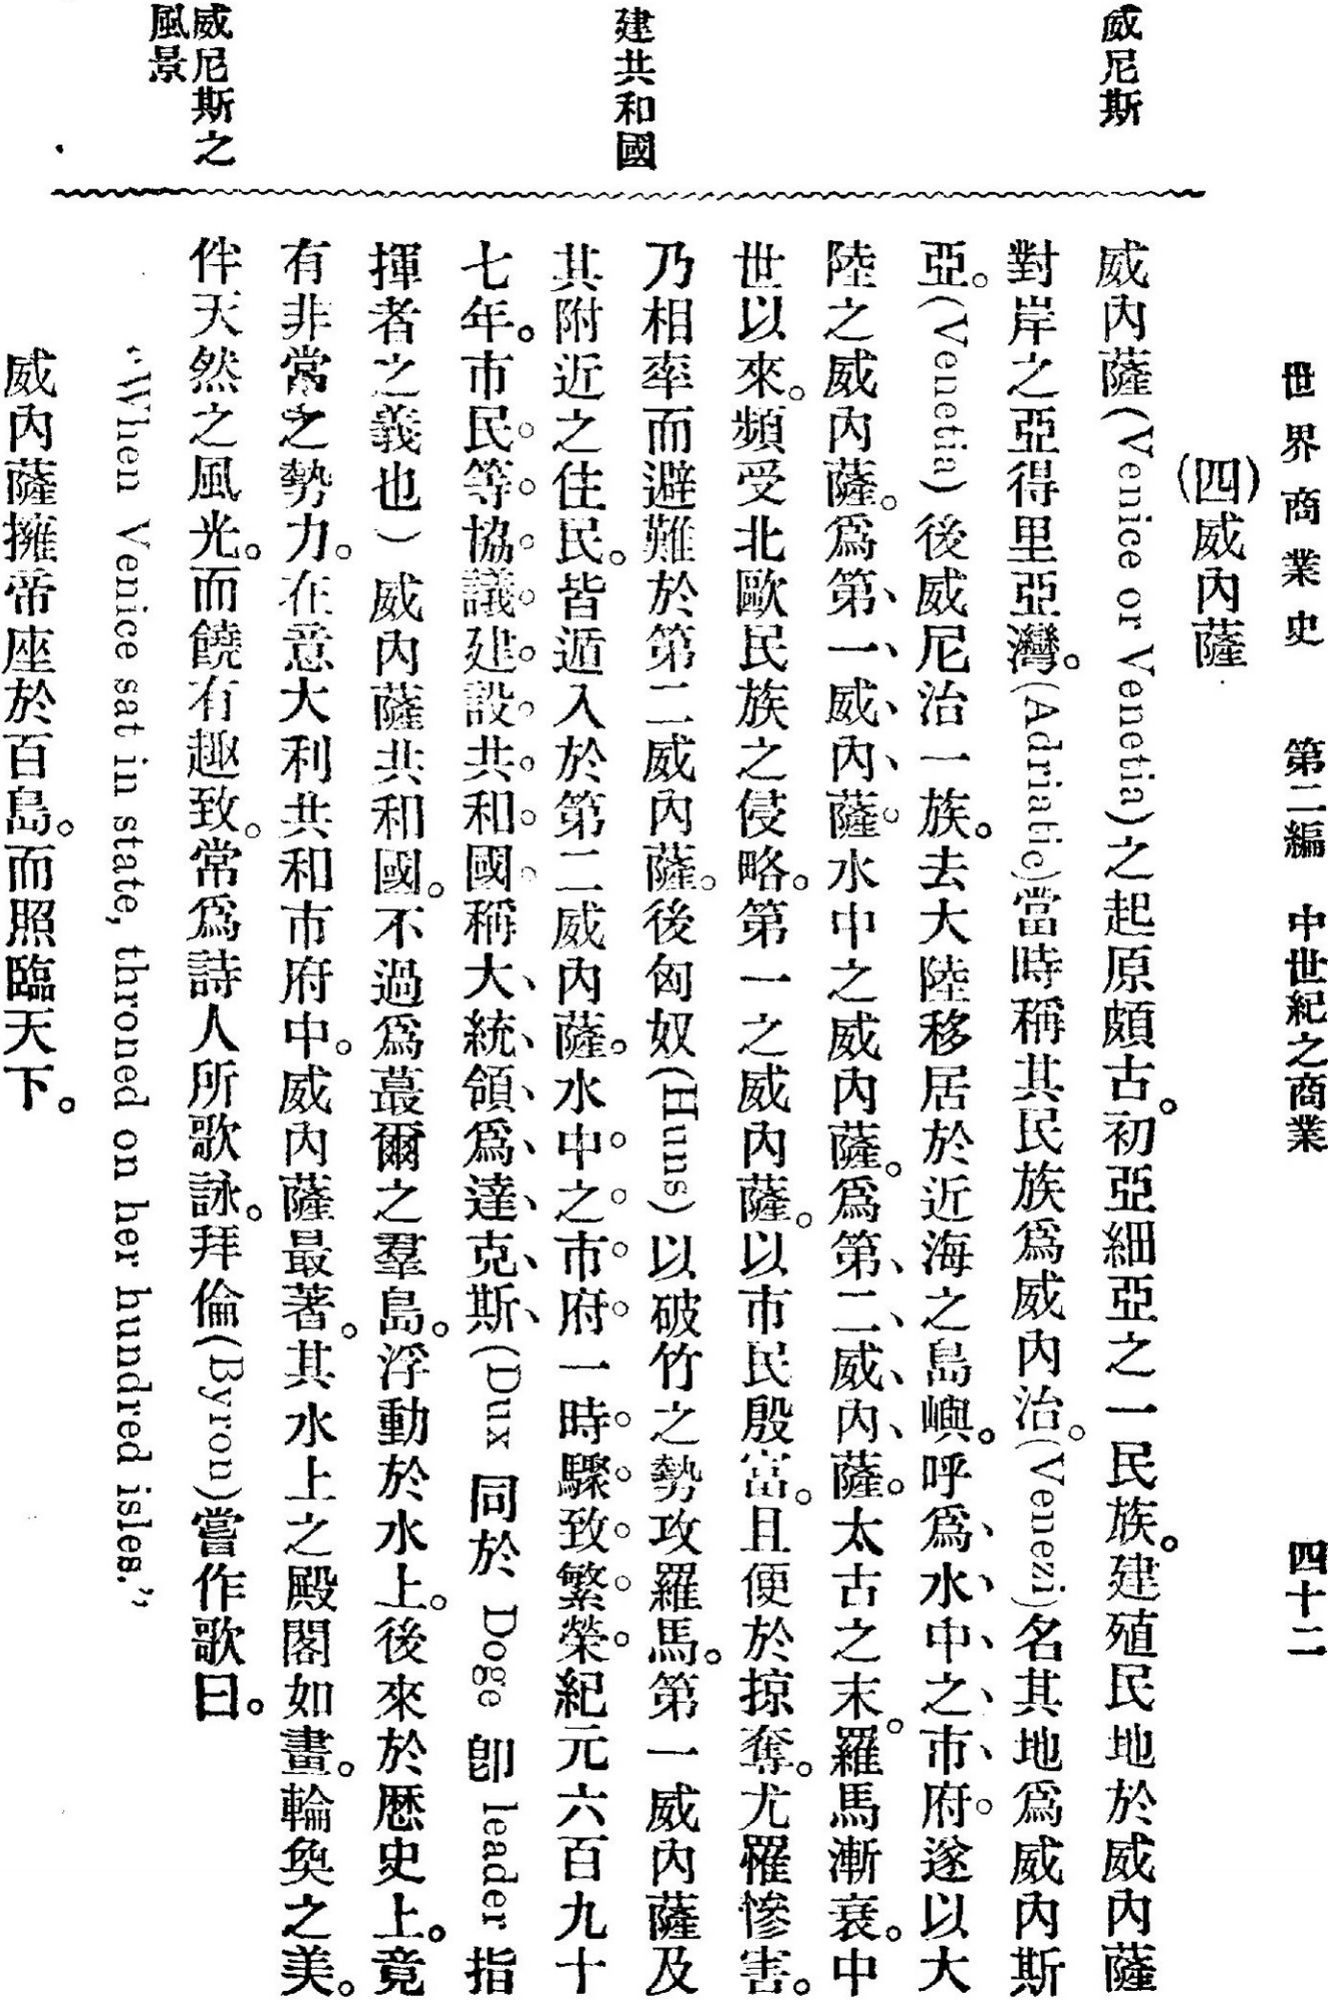 世界商業史　第二編　中世紀之商業　四十二
(四)威內薩
威尼斯
威內薩(Venice or Venetia)之起原頗古。初亞細亞之一民族。建殖民地於威內薩
對岸之亞得里亞灣。(Adriatic)當時稱其民族爲威內治。(Venezi)名其地爲威內斯
亞。(Venetia)後威尼治一族。去大陸移居於近海之島嶼。呼爲、水、中、之、市、府。遂以大
陸之威內薩。爲第、一、威、內、薩。水中之威內薩。爲第、二、威、內、薩。太古之末。羅馬漸衰。中
世以來。頻受北歐民族之侵略。第一之威內薩。以市民殷富。且便於掠奪。尤罹慘害。
建共和國
乃相率而避難於第二威內薩。後匈奴(Huns)以破竹之勢攻羅馬。第一威內薩及
其附近之住民。皆遁入於第二威內薩。水中。之。市。府。一時。驟。致。繁。榮。紀元六百九十
七年。市民。等。協。議。建。設。共。和。國。稱大、統、領、爲、達、克、斯、(Dux 同於 Doge 卽 leader 指
揮者之義也)威內薩共和國。不過爲蕞爾之羣島。浮動於水上。後來於歷史上。竟
有非常之勢力。在意大利共和市府中。威內薩最著。其水上之殿閣如畫。輪奐之美。
威尼斯之
風景
伴天然之風光。而饒有趣致。常爲詩人所歌詠。拜倫(Byron)嘗作歌曰。
“When Venice sat in state, throned on her hundred isles.”
威內薩擁帝座於百島。而照臨天下。